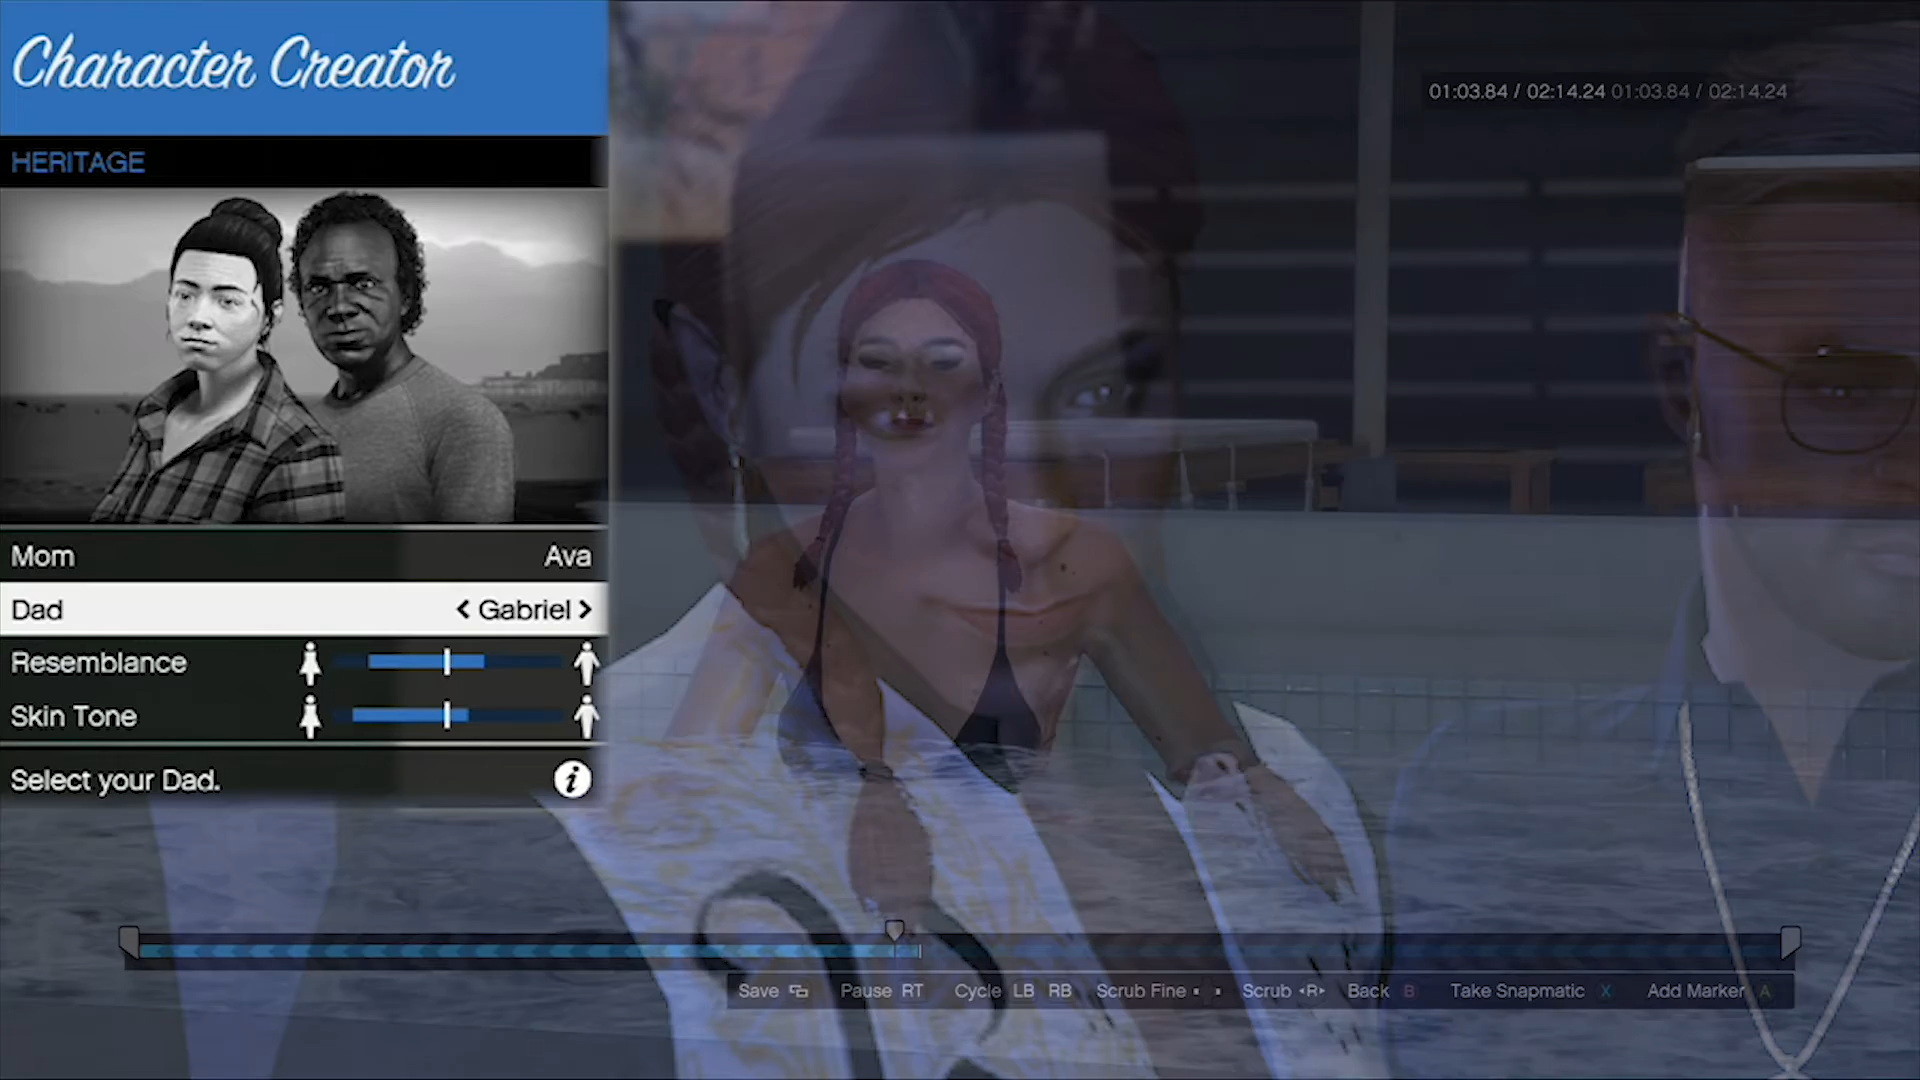 Character Creator
01:03.84 / 02:14.24 01:03.84 / 02:14.24
HERITAGE
Mom Ava
Dad < Gabriel >
Resemblance
Skin Tone
Select your Dad.
Save Pause RT Cycle LB RB Scrub Fine Scrub <R> Back B Take Snapmatic X Add Marker A